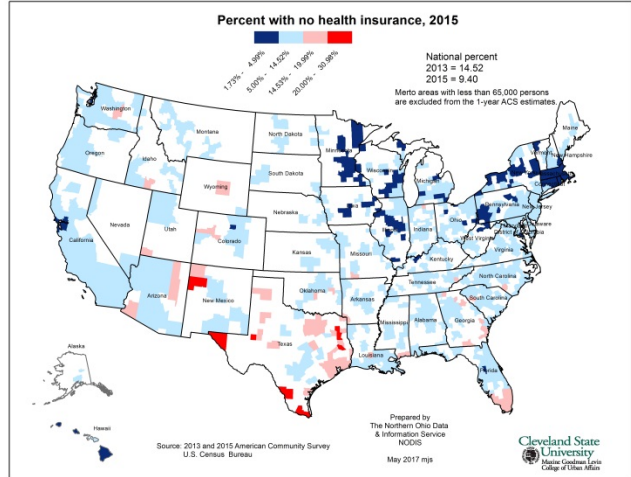 Percent with no health insurance, 2015
1.73% - 4.99%
5.00% - 14.52%
14.53% - 19.99%
20.00% - 30.98%
National percent
2013 = 14.52
2015 = 9.40
Merto areas with less than 65,000 persons
are excluded from the 1-year ACS estimates.
Washington
Montana
North Dakota
Maine
Oregon
Idaho
South Dakota
Wisconsin
Michigan
Vermont
New Hampshire
Wyoming
Nebraska
Iowa
Pennsylvania
New Jersey
Nevada
Utah
Colorado
Illinois
Indiana
Ohio
West Virginia
California
Kansas
Missouri
Kentucky
Virginia
Arizona
New Mexico
Oklahoma
Arkansas
Tennessee
North Carolina
South Carolina
Texas
Louisiana
Mississippi
Alabama
Georgia
Florida
Alaska
Hawaii
Source: 2013 and 2015 American Community Survey
U.S. Census Bureau
Prepared by
The Northern Ohio Data
& Information Service
NODIS
May 2017 mjs
Cleveland State
University
Maxine Goodman Levin
College of Urban Affairs